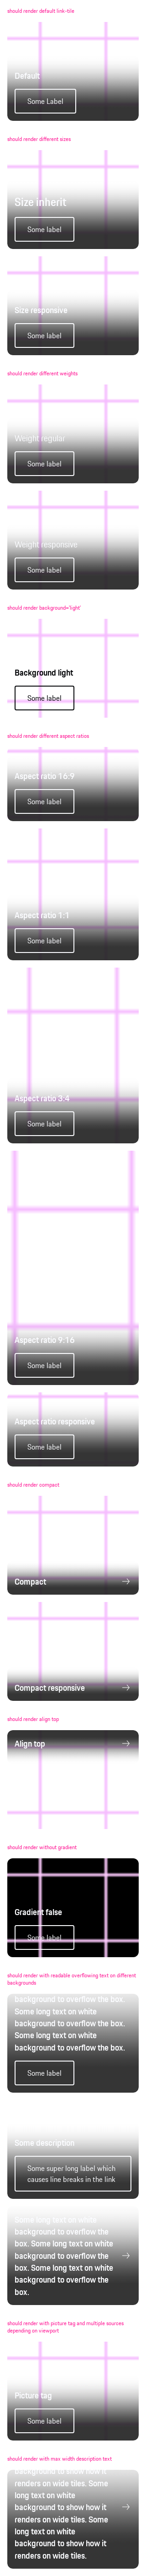 should render default link-tile
Default
Some Label
should render different sizes
Size inherit
Some label
Size responsive
Some label
should render different weights
Weight regular
Some label
Weight responsive
Some label
should render background='light'
Background light
Some label
should render different aspect ratios
Aspect ratio 16:9
Some label
Aspect ratio 1:1
Some label
Aspect ratio 3:4
Some label
Aspect ratio 9:16
Some label
Aspect ratio responsive
Some label
should render compact
Compact
Compact responsive
should render align top
Align top
should render without gradient
Gradient false
Some label
should render with readable overflowing text on different
backgrounds
background to overflow the box.
Some long text on white
background to overflow the box.
Some long text on white
background to overflow the box.
Some label
Some description
Some super long label which
causes line breaks in the link
Some long text on white
background to overflow the
box. Some long text on white
background to overflow the
box. Some long text on white
background to overflow the
box.
should render with picture tag and multiple sources
depending on viewport
Picture tag
Some label
should render with max width description text
background to show how it
renders on wide tiles. Some
long text on white
background to show how it
renders on wide tiles. Some
long text on white
background to show how it
renders on wide tiles.